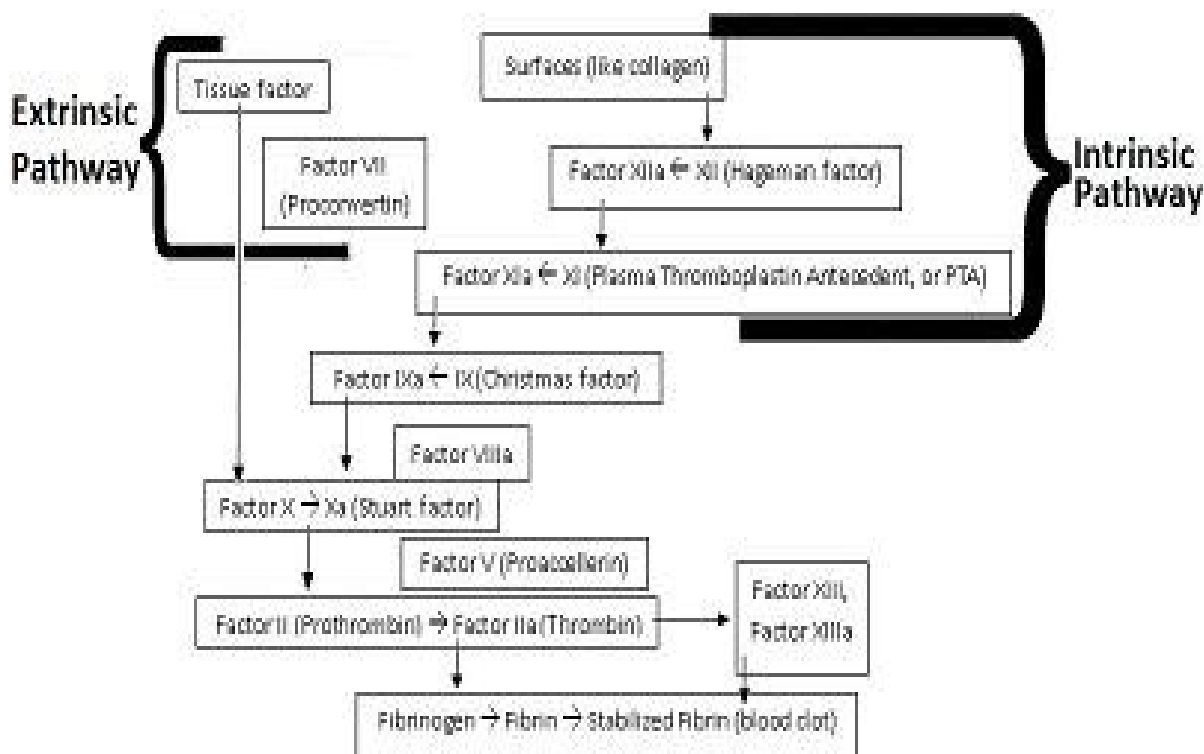 Extrinsic
Pathway
Tissue factor
Factor VII
(Proconvertin)
Surfaces (like collagen)
Factor XIIa ← XII (Hageman factor)
Factor XIa ← XI (Plasma Thromboplastin Antecedent, or PTA)
Intrinsic
Pathway
Factor IXa ← IX (Christmas factor)
Factor VIIIa
Factor X → Xa (Stuart factor)
Factor V (Proaccellerin)
Factor II (Prothrombin) → Factor IIa (Thrombin)
Factor XIII,
Factor XIIIa
Fibrinogen → Fibrin → Stabilized Fibrin (blood clot)